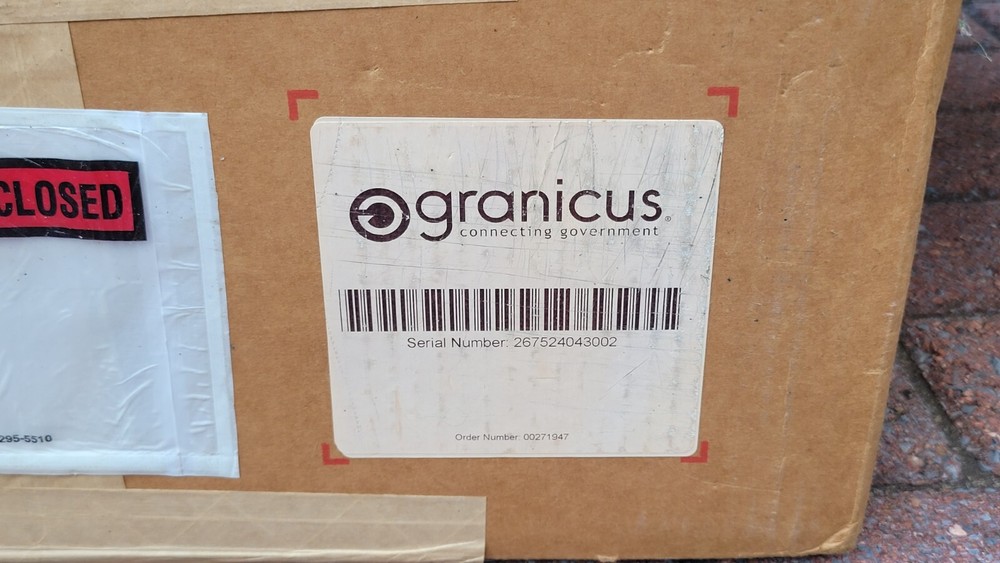 CLOSED
295-5510
granicus®
connecting government
Serial Number: 267524043002
Order Number: 00271947